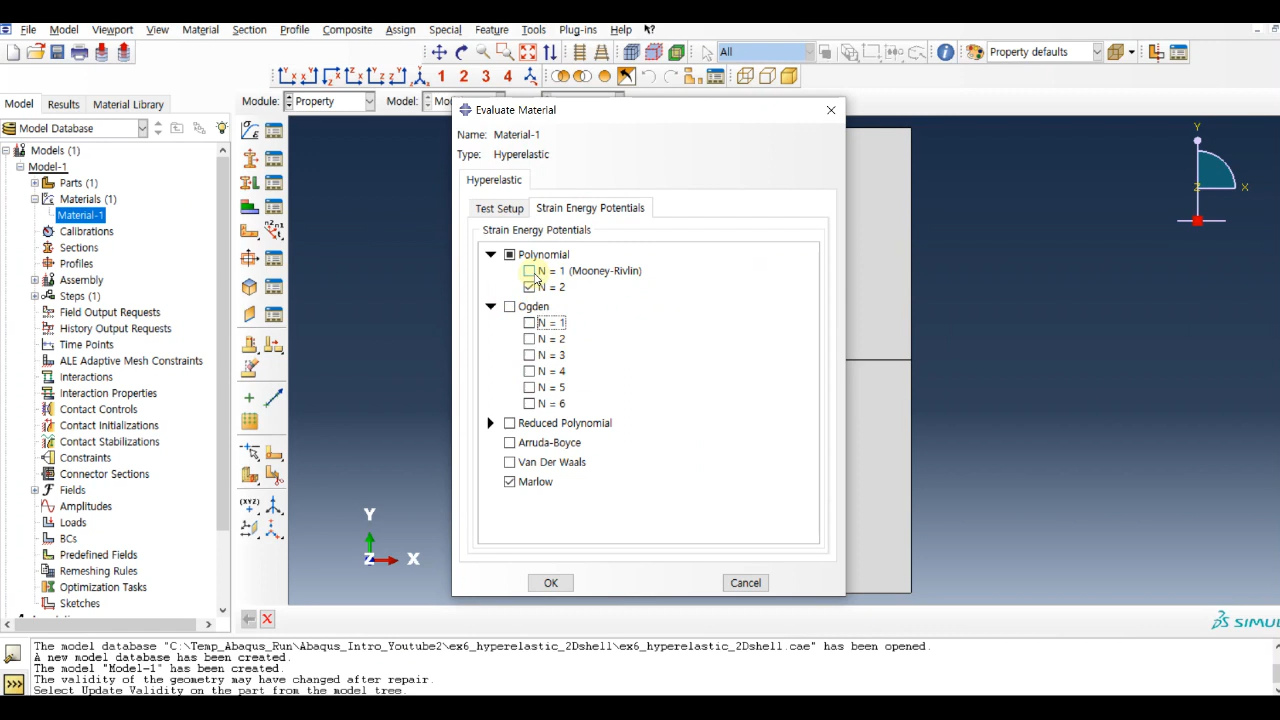 File Model Viewport View Material Section Profile Composite Assign Special Feature Tools Plug-ins Help
All Property defaults
1 2 3 4
Model Results Material Library Module: Property Model:
Model Database
Models (1)
Model-1
Parts (1)
Materials (1)
Material-1
Calibrations
Sections
Profiles
Assembly
Steps (1)
Field Output Requests
History Output Requests
Time Points
ALE Adaptive Mesh Constraints
Interactions
Interaction Properties
Contact Controls
Contact Initializations
Contact Stabilizations
Constraints
Connector Sections
Fields
Amplitudes
Loads
BCs
Predefined Fields
Remeshing Rules
Optimization Tasks
Sketches
(XYZ)
Evaluate Material
Name: Material-1
Type: Hyperelastic
Hyperelastic
Test Setup Strain Energy Potentials
Strain Energy Potentials
Polynomial
N = 1 (Mooney-Rivlin)
N = 2
Ogden
N = 1
N = 2
N = 3
N = 4
N = 5
N = 6
Reduced Polynomial
Arruda-Boyce
Van Der Waals
Marlow
OK Cancel
Y
Z X
Y
Z X
SIMU
The model database "C:\Temp_Abaqus_Run\Abaqus_Intro_Youtube2\ex6_hyperelastic_2Dshell\ex6_hyperelastic_2Dshell.cae" has been opened.
A new model database has been created.
The model "Model-1" has been created.
The validity of the geometry may have changed after repair.
Select Update Validity on the part from the model tree.